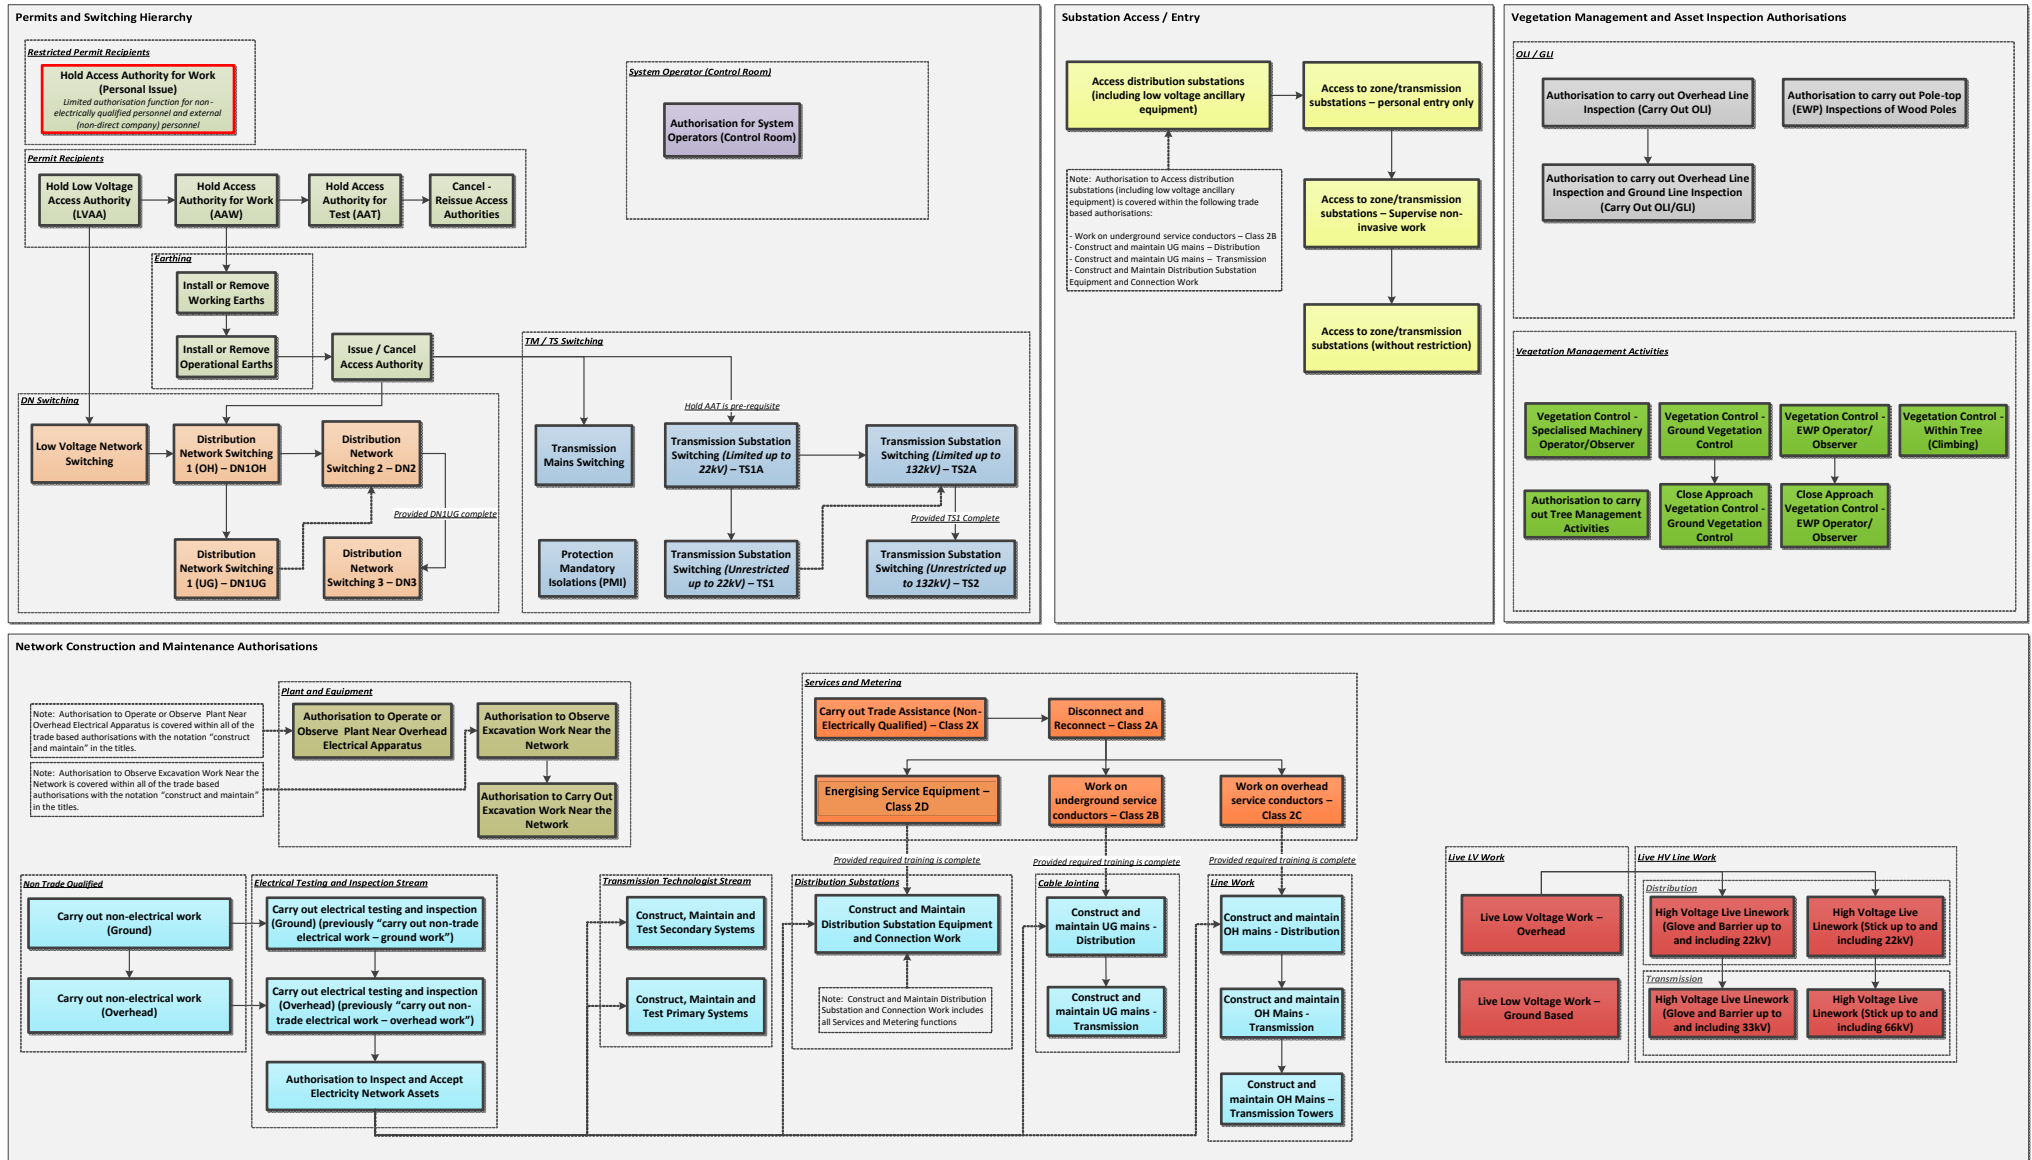 Permits and Switching Hierarchy
Restricted Permit Recipients
Hold Access Authority for Work
(Personal Issue)
Limited authorisation function for non-
electrically qualified personnel and external
(non-direct company) personnel
System Operator (Control Room)
Authorisation for System
Operators (Control Room)
Permit Recipients
Hold Low Voltage
Access Authority
(LVAA)
Hold Access
Authority for Work
(AAW)
Hold Access
Authority for
Test (AAT)
Cancel -
Reissue Access
Authorities
Earthing
Install or Remove
Working Earths
Install or Remove
Operational Earths
Issue / Cancel
Access Authority
DN Switching
Low Voltage Network
Switching
Distribution
Network Switching
1 (OH) – DN1OH
Distribution
Network
Switching 2 – DN2
Provided DN1UG complete
Distribution
Network Switching
1 (UG) – DN1UG
Distribution
Network
Switching 3 – DN3
TM / TS Switching
Hold AAT is pre-requisite
Transmission
Mains Switching
Transmission Substation
Switching (Limited up to
22kV) – TS1A
Transmission Substation
Switching (Limited up to
132kV) – TS2A
Provided TS1 Complete
Protection
Mandatory
Isolations (PMI)
Transmission Substation
Switching (Unrestricted
up to 22kV) – TS1
Transmission Substation
Switching (Unrestricted up
to 132kV) – TS2
Substation Access / Entry
Access distribution substations
(including low voltage ancillary
equipment)
Access to zone/transmission
substations – personal entry only
Note:  Authorisation to Access distribution
substations (including low voltage ancillary
equipment) is covered within the following trade
based authorisations:
- Work on underground service conductors – Class 2B
- Construct and maintain UG mains – Distribution
- Construct and maintain UG mains –  Transmission
- Construct and Maintain Distribution Substation
Equipment and Connection Work
Access to zone/transmission
substations – Supervise non-
invasive work
Access to zone/transmission
substations (without restriction)
Vegetation Management and Asset Inspection Authorisations
OLI / GLI
Authorisation to carry out Overhead Line
Inspection (Carry Out OLI)
Authorisation to carry out Pole-top
(EWP) Inspections of Wood Poles
Authorisation to carry out Overhead Line
Inspection and Ground Line Inspection
(Carry Out OLI/GLI)
Vegetation Management Activities
Vegetation Control -
Specialised Machinery
Operator/Observer
Vegetation Control -
Ground Vegetation
Control
Vegetation Control -
EWP Operator/
Observer
Vegetation Control -
Within Tree
(Climbing)
Authorisation to carry
out Tree Management
Activities
Close Approach
Vegetation Control -
Ground Vegetation
Control
Close Approach
Vegetation Control -
EWP Operator/
Observer
Network Construction and Maintenance Authorisations
Note:  Authorisation to Operate or Observe  Plant Near
Overhead Electrical Apparatus is covered within all of the
trade based authorisations with the notation “construct
and maintain” in the titles.
Note:  Authorisation to Observe Excavation Work Near the
Network is covered within all of the trade based
authorisations with the notation “construct and maintain”
in the titles.
Plant and Equipment
Authorisation to Operate or
Observe  Plant Near Overhead
Electrical Apparatus
Authorisation to Observe
Excavation Work Near the
Network
Authorisation to Carry Out
Excavation Work Near the
Network
Services and Metering
Carry out Trade Assistance (Non-
Electrically Qualified) – Class 2X
Disconnect and
Reconnect – Class 2A
Energising Service Equipment –
Class 2D
Work on
underground service
conductors – Class 2B
Work on overhead
service conductors –
Class 2C
Provided required training is complete
Provided required training is complete
Provided required training is complete
Non Trade Qualified
Carry out non-electrical work
(Ground)
Carry out non-electrical work
(Overhead)
Electrical Testing and Inspection Stream
Carry out electrical testing and inspection
(Ground) (previously “carry out non-trade
electrical work – ground work”)
Carry out electrical testing and inspection
(Overhead) (previously “carry out non-
trade electrical work – overhead work”)
Authorisation to Inspect and Accept
Electricity Network Assets
Transmission Technologist Stream
Construct, Maintain and
Test Secondary Systems
Construct, Maintain and
Test Primary Systems
Distribution Substations
Construct and Maintain
Distribution Substation Equipment
and Connection Work
Note:  Construct and Maintain Distribution
Substation and Connection Work includes
all Services and Metering functions
Cable Jointing
Construct and
maintain UG mains -
Distribution
Construct and
maintain UG mains -
Transmission
Line Work
Construct and maintain
OH mains - Distribution
Construct and maintain
OH Mains -
Transmission
Construct and
maintain OH Mains –
Transmission Towers
Live LV Work
Live Low Voltage Work –
Overhead
Live Low Voltage Work –
Ground Based
Live HV Line Work
Distribution
High Voltage Live Linework
(Glove and Barrier up to
and including 22kV)
High Voltage Live
Linework (Stick up to and
including 22kV)
Transmission
High Voltage Live Linework
(Glove and Barrier up to
and including 33kV)
High Voltage Live
Linework (Stick up to and
including 66kV)